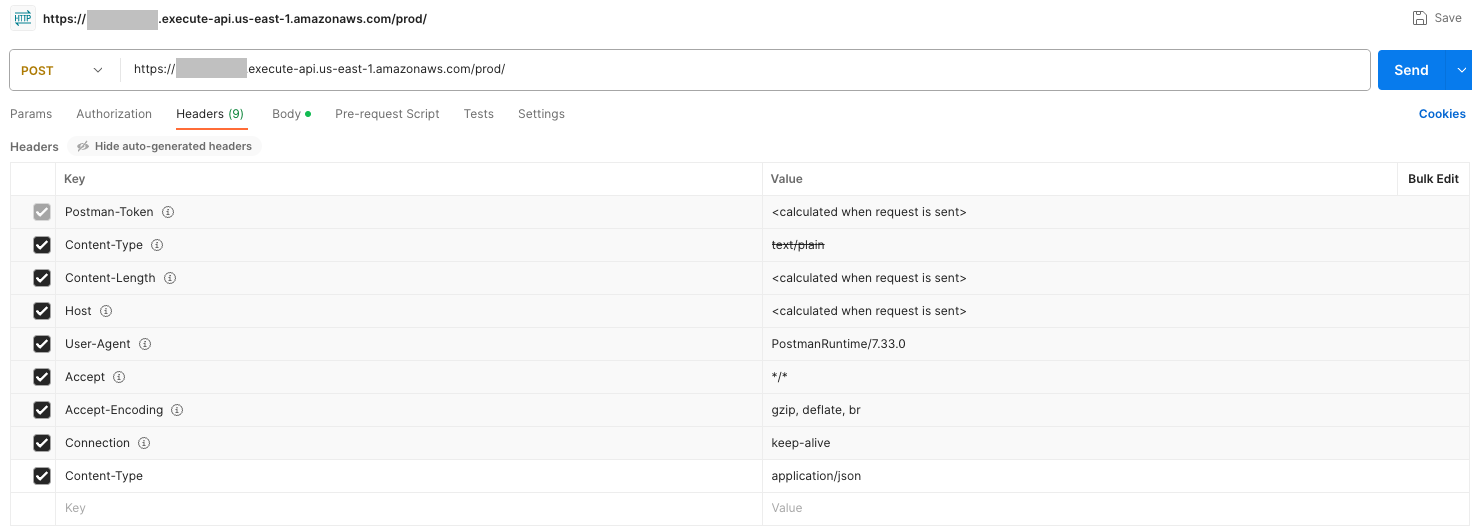 HTTP https://.execute-api.us-east-1.amazonaws.com/prod/ Save
POST https://.execute-api.us-east-1.amazonaws.com/prod/ Send
Params Authorization Headers (9) Body Pre-request Script Tests Settings Cookies
Headers Hide auto-generated headers
Key Value Bulk Edit
Postman-Token <calculated when request is sent>
Content-Type text/plain
Content-Length <calculated when request is sent>
Host <calculated when request is sent>
User-Agent PostmanRuntime/7.33.0
Accept */*
Accept-Encoding gzip, deflate, br
Connection keep-alive
Content-Type application/json
Key Value